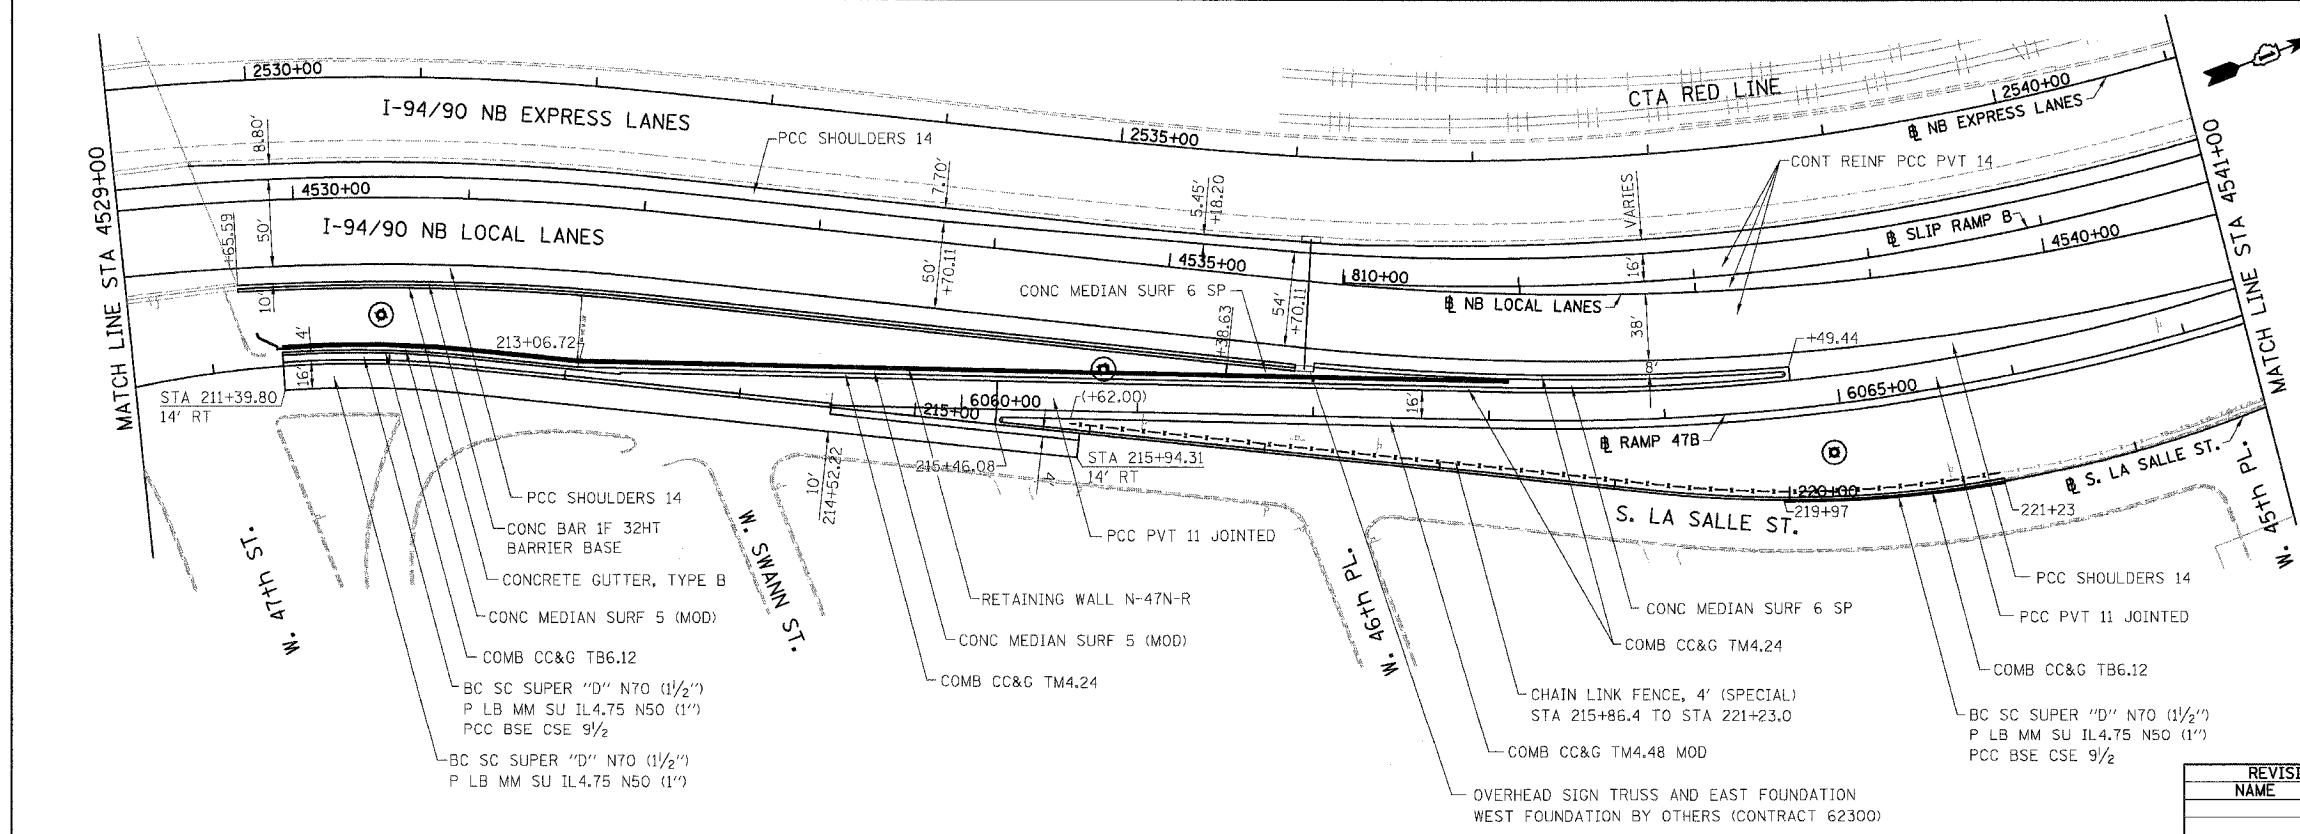 2530+00
I-94/90 NB EXPRESS LANES
8.80'
PCC SHOULDERS 14
2535+00
CTA RED LINE
2540+00
℄ NB EXPRESS LANES
CONT REINF PCC PVT 14
MATCH LINE STA 4529+00
MATCH LINE STA 4541+00
4530+00
I-94/90 NB LOCAL LANES
+65.59
50'
7.70'
5.45'
+18.20
VARIES
℄ SLIP RAMP B
4540+00
50'
+70.11
4535+00
810+00
16'
℄ NB LOCAL LANES
CONC MEDIAN SURF 6 SP
54'
+70.11
+38.63
38'
10'
4'
16'
213+06.72
+49.44
8'
STA 211+39.80
14' RT
215+00
6060+00
(+62.00)
16'
6065+00
℄ RAMP 47B
215+46.08
STA 215+94.31
14' RT
4'
10'
214+52.22
220+00
219+97
221+23
S. LA SALLE ST.
℄ S. LA SALLE ST.
W. 47th ST.
W. SWANN ST.
W. 46th PL.
W. 45th PL.
PCC SHOULDERS 14
CONC BAR 1F 32HT
BARRIER BASE
CONCRETE GUTTER, TYPE B
CONC MEDIAN SURF 5 (MOD)
COMB CC&G TB6.12
BC SC SUPER "D" N70 (1½")
P LB MM SU IL4.75 N50 (1")
PCC BSE CSE 9½
BC SC SUPER "D" N70 (1½")
P LB MM SU IL4.75 N50 (1")
PCC PVT 11 JOINTED
RETAINING WALL N-47N-R
CONC MEDIAN SURF 5 (MOD)
COMB CC&G TM4.24
PCC SHOULDERS 14
PCC PVT 11 JOINTED
CONC MEDIAN SURF 6 SP
COMB CC&G TM4.24
COMB CC&G TB6.12
CHAIN LINK FENCE, 4' (SPECIAL)
STA 215+86.4 TO STA 221+23.0
COMB CC&G TM4.48 MOD
BC SC SUPER "D" N70 (1½")
P LB MM SU IL4.75 N50 (1")
PCC BSE CSE 9½
OVERHEAD SIGN TRUSS AND EAST FOUNDATION
WEST FOUNDATION BY OTHERS (CONTRACT 62300)
REVISI
NAME